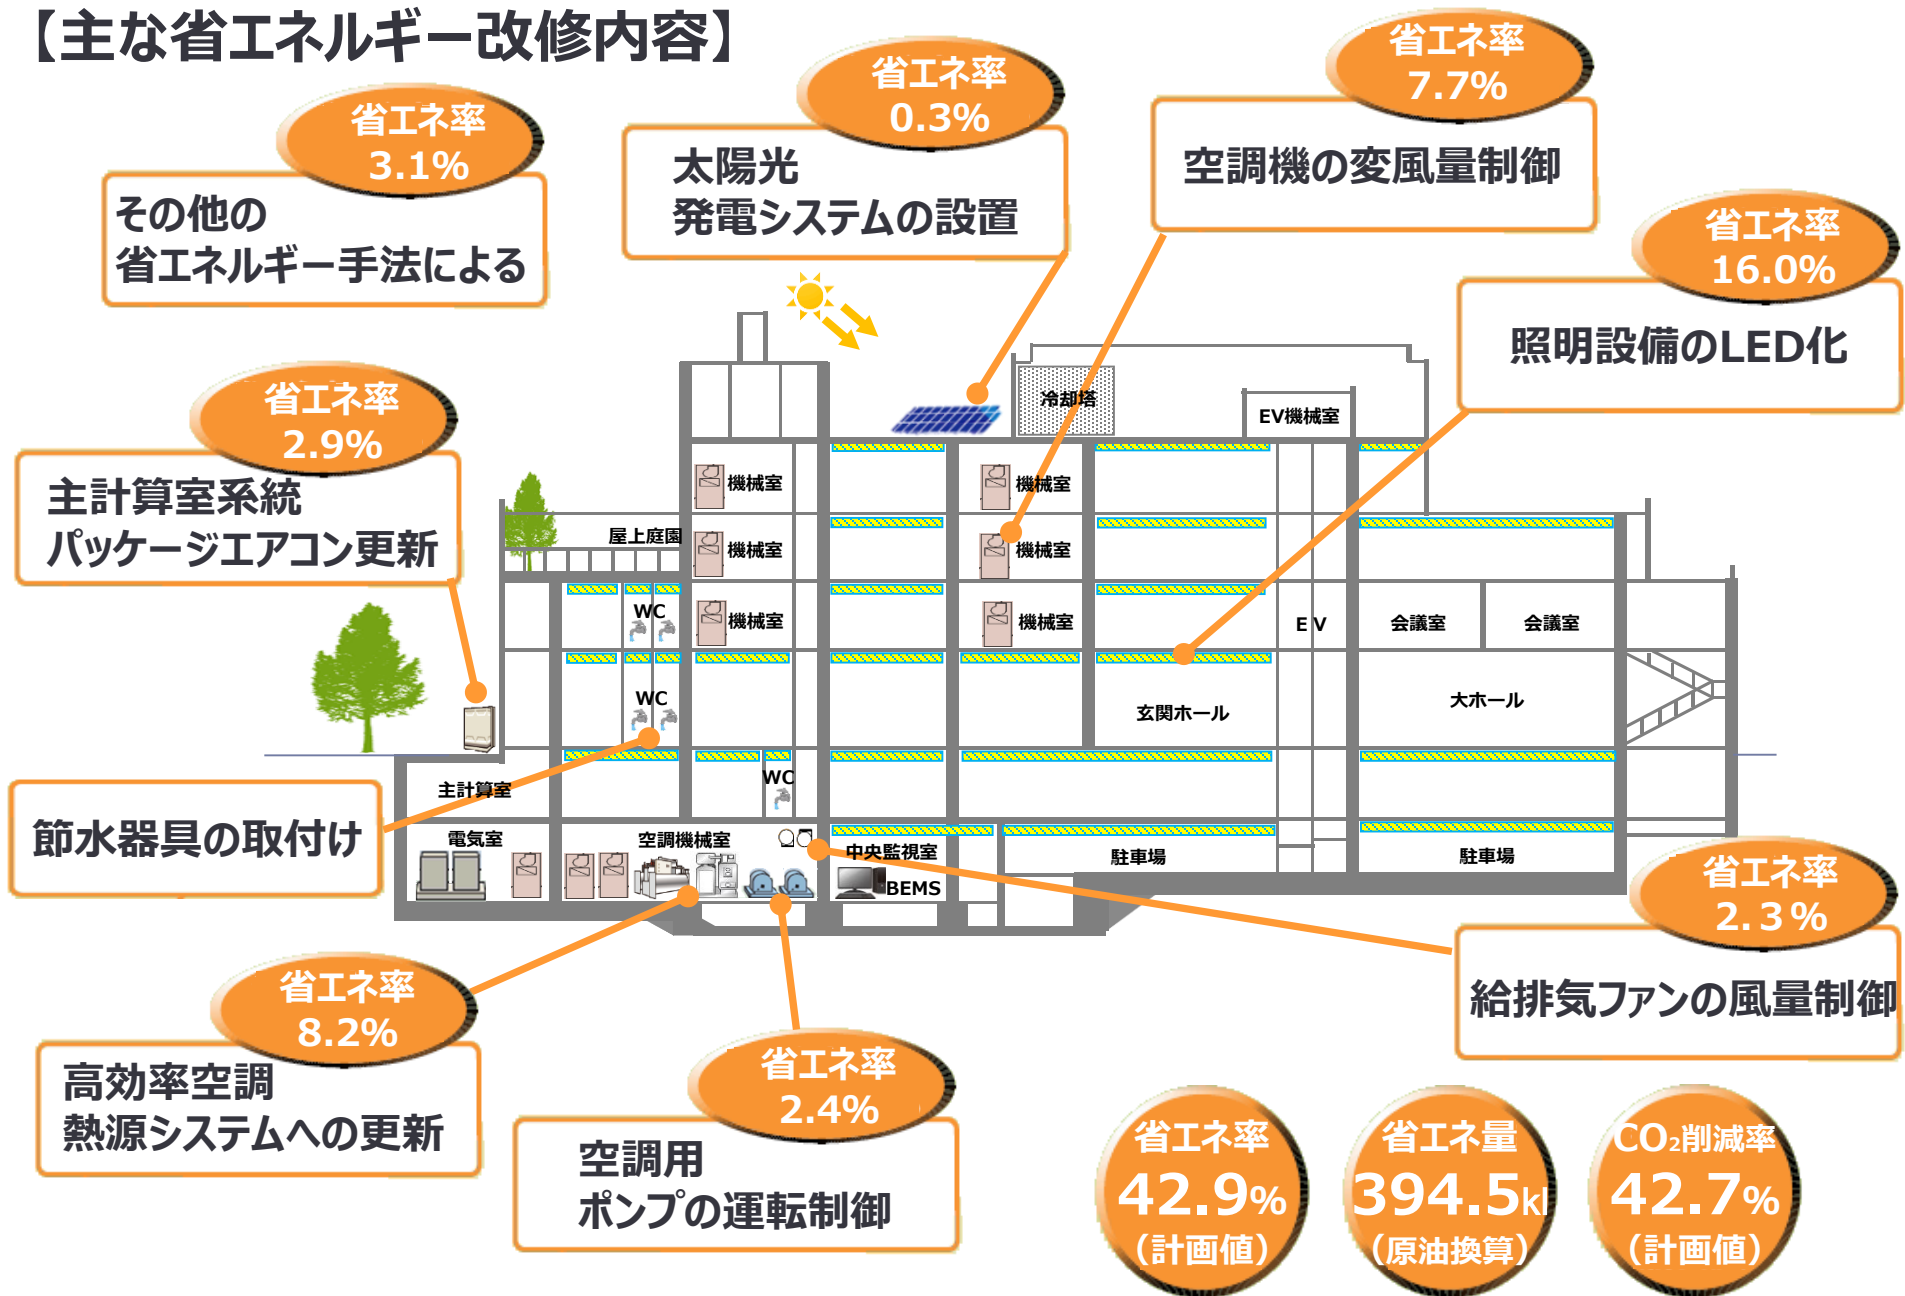 【主な省エネルギー改修内容】
省エネ率
3.1%
その他の
省エネルギー手法による
省エネ率
0.3%
太陽光
発電システムの設置
省エネ率
7.7%
空調機の変風量制御
省エネ率
16.0%
照明設備のLED化
省エネ率
2.9%
主計算室系統
パッケージエアコン更新
冷却塔
EV機械室
機械室
機械室
屋上庭園
機械室
機械室
WC
機械室
機械室
EV
会議室
会議室
WC
玄関ホール
大ホール
主計算室
WC
節水器具の取付け
電気室
空調機械室
中央監視室
BEMS
駐車場
駐車場
省エネ率
2.3%
給排気ファンの風量制御
省エネ率
8.2%
高効率空調
熱源システムへの更新
省エネ率
2.4%
空調用
ポンプの運転制御
省エネ率
42.9%
（計画値）
省エネ量
394.5kl
（原油換算）
CO₂削減率
42.7%
（計画値）